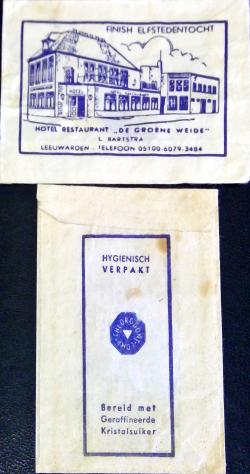 FINISH ELFSTEDENTOCHT
HOTEL
HOTEL RESTAURANT „DE GROENE WEIDE"
L. BARTSTRA
LEEUWARDEN - TELEFOON 05100-6079-3484
HYGIENISCH
VERPAKT
Bereid met
Geraffineerde
Kristalsuiker